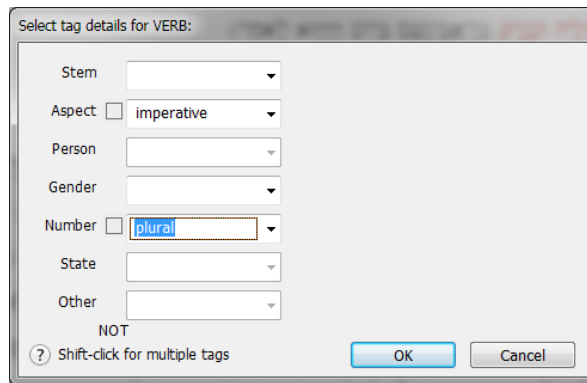 Select tag details for VERB:
Stem
Aspect imperative
Person
Gender
Number plural
State
Other
NOT
? Shift-click for multiple tags OK Cancel